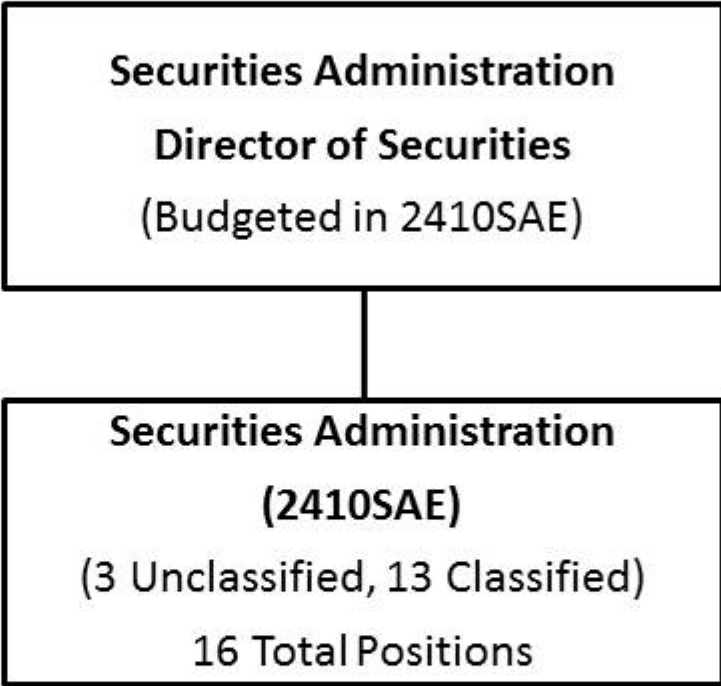 Securities Administration
Director of Securities
(Budgeted in 2410SAE)
Securities Administration
(2410SAE)
(3 Unclassified, 13 Classified)
16 Total Positions